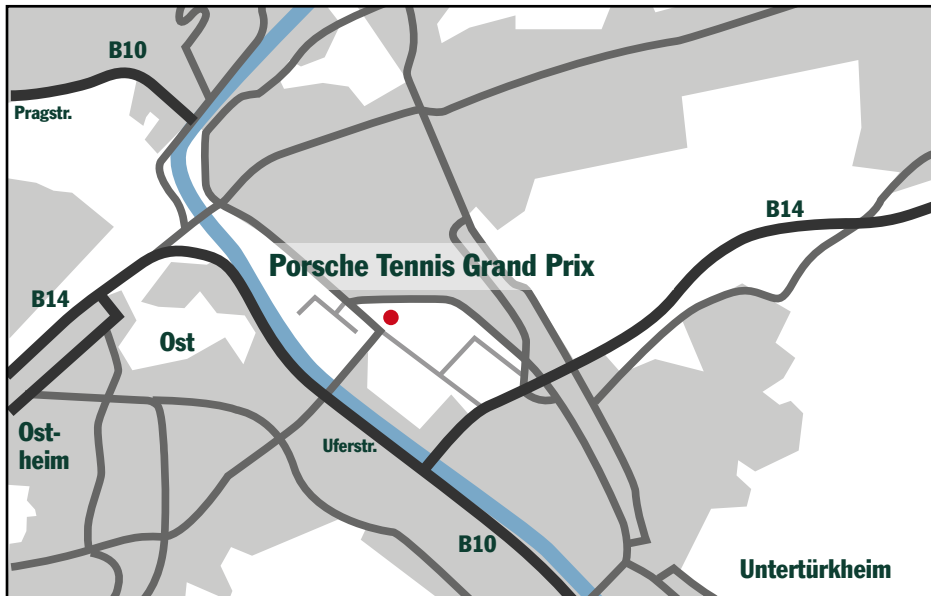 B10
Pragstr.
B14
Porsche Tennis Grand Prix
B14
Ost
Ost-
heim
Uferstr.
B10
Untertürkheim